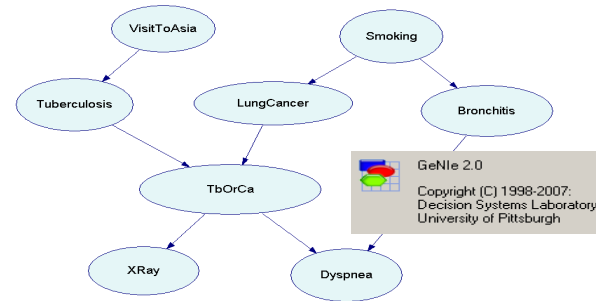 VisitToAsia
Smoking
Tuberculosis
LungCancer
Bronchitis
TbOrCa
GeNIe 2.0
Copyright (C) 1998-2007:
Decision Systems Laboratory
University of Pittsburgh
XRay
Dyspnea